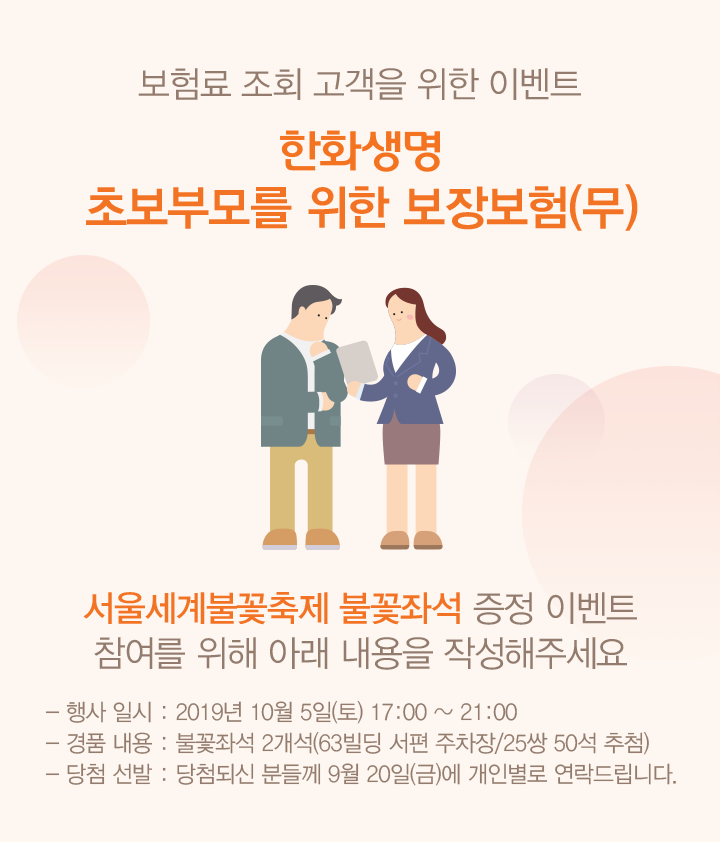 보험료 조회 고객을 위한 이벤트
한화생명
초보부모를 위한 보장보험(무)
서울세계불꽃축제 불꽃좌석 증정 이벤트
참여를 위해 아래 내용을 작성해주세요
- 행사 일시 : 2019년 10월 5일(토) 17:00 ~ 21:00
- 경품 내용 : 불꽃좌석 2개석(63빌딩 서편 주차장/25쌍 50석 추첨)
- 당첨 선발 : 당첨되신 분들께 9월 20일(금)에 개인별로 연락드립니다.